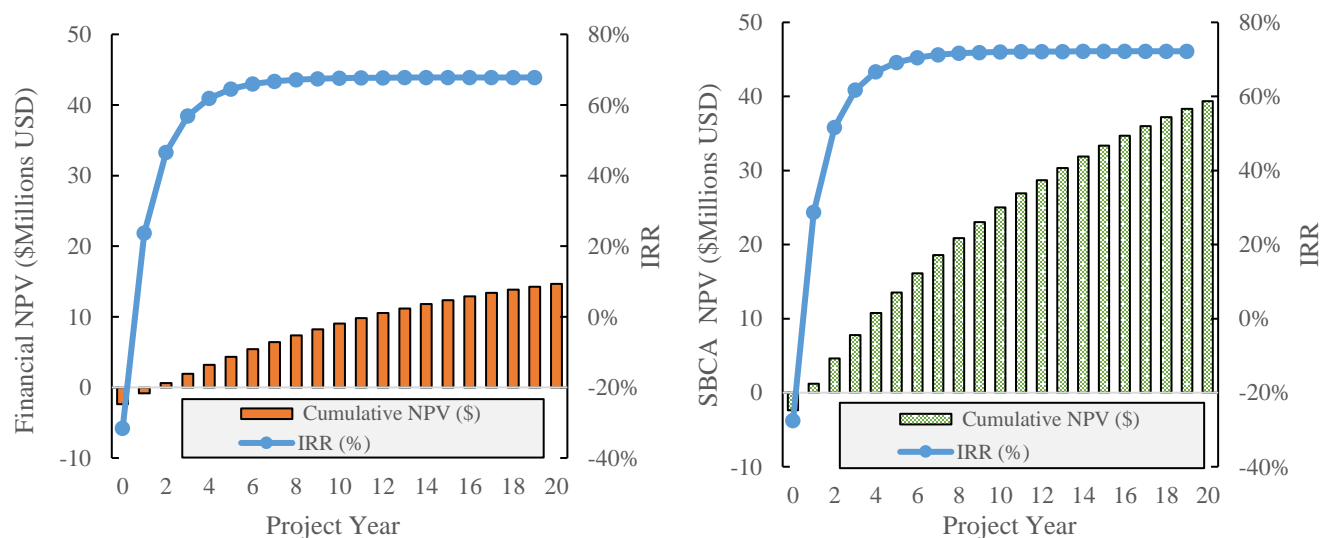 Financial NPV ($Millions USD)
50
40
30
20
10
0
-10
80%
60%
40%
20%
0%
-20%
-40%
IRR
Cumulative NPV ($)
IRR (%)
0 2 4 6 8 10 12 14 16 18 20
Project Year
SBCA NPV ($Millions USD)
50
40
30
20
10
0
-10
80%
60%
40%
20%
0%
-20%
-40%
IRR
Cumulative NPV ($)
IRR (%)
0 2 4 6 8 10 12 14 16 18 20
Project Year